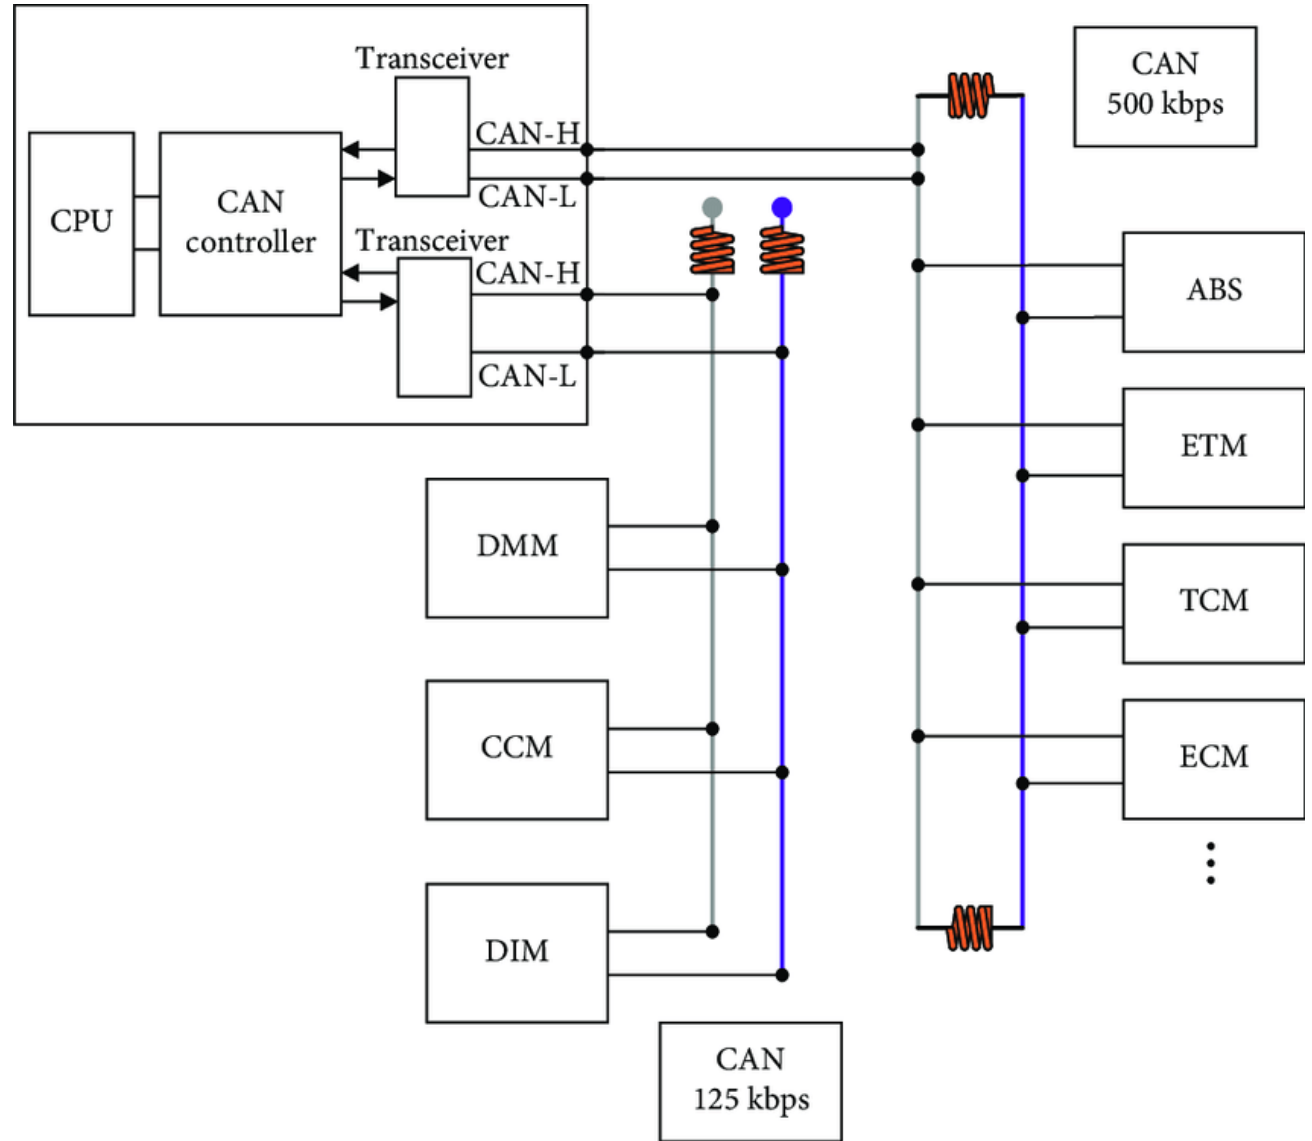 Transceiver
CAN-H
CAN-L
CPU
CAN
controller
Transceiver
CAN-H
CAN-L
CAN
500 kbps
ABS
ETM
TCM
ECM
DMM
CCM
DIM
CAN
125 kbps